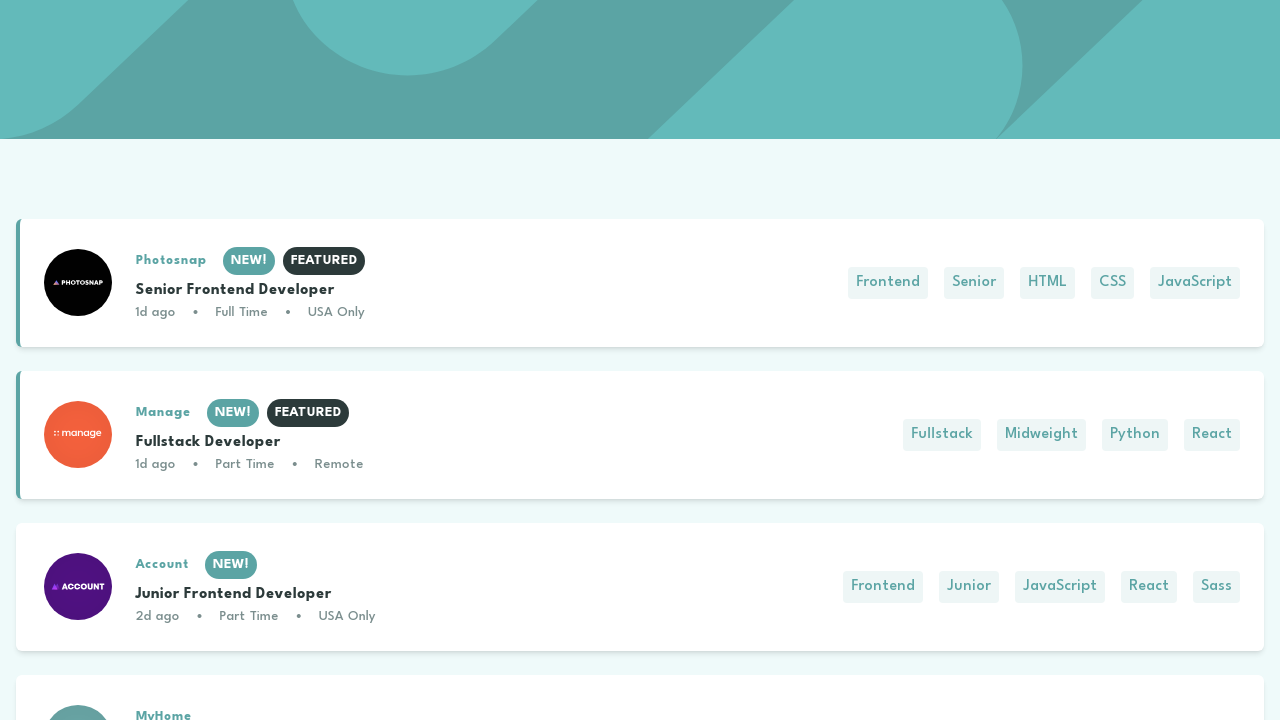 PHOTOSNAP
Photosnap NEW! FEATURED
Senior Frontend Developer
1d ago • Full Time • USA Only
Frontend Senior HTML CSS JavaScript
:: manage
Manage NEW! FEATURED
Fullstack Developer
1d ago • Part Time • Remote
Fullstack Midweight Python React
ACCOUNT
Account NEW!
Junior Frontend Developer
2d ago • Part Time • USA Only
Frontend Junior JavaScript React Sass
MyHome